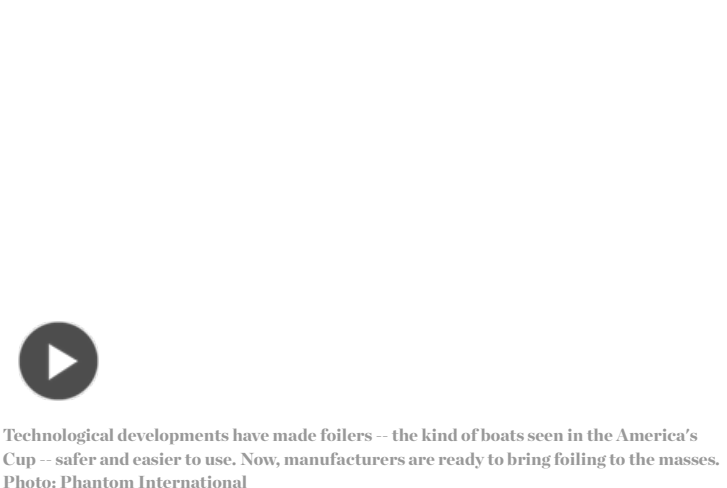 Technological developments have made foilers -- the kind of boats seen in the America's
Cup -- safer and easier to use. Now, manufacturers are ready to bring foiling to the masses.
Photo: Phantom International